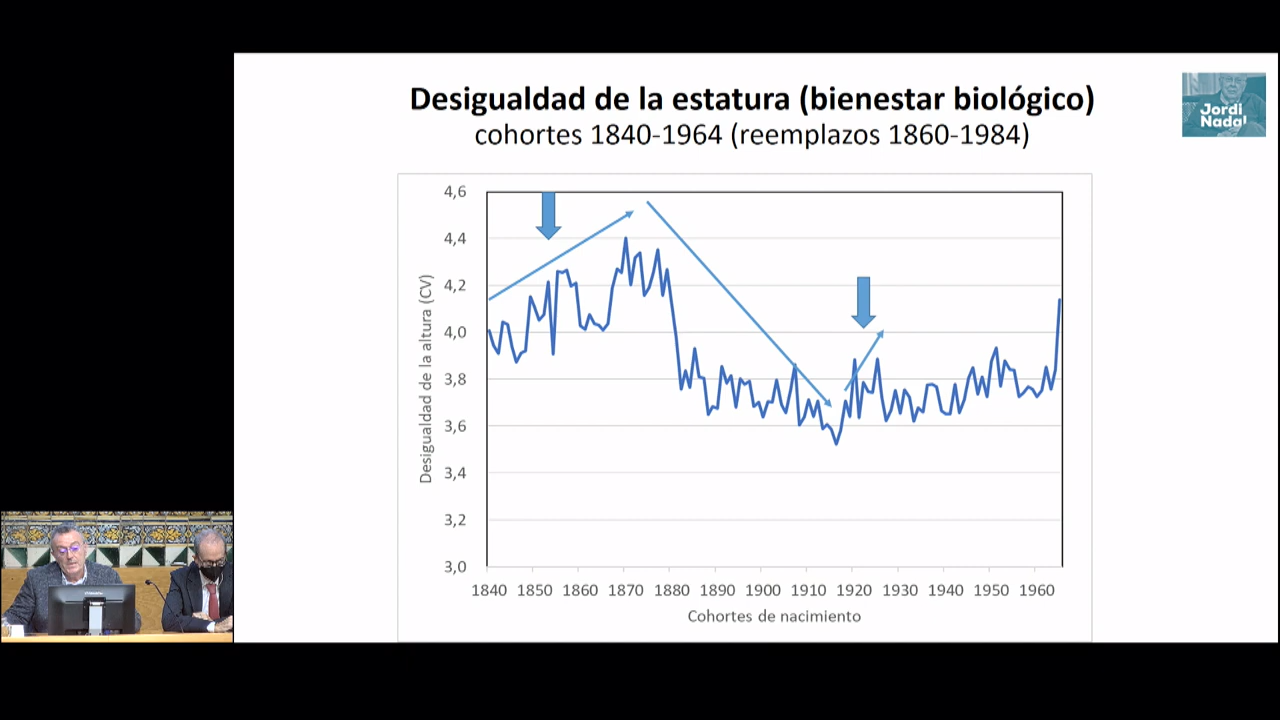 Desigualdad de la estatura (bienestar biológico)
cohortes 1840-1964 (reemplazos 1860-1984)
Jordi
Nadal
Desigualdad de la altura (CV)
4,6
4,4
4,2
4,0
3,8
3,6
3,4
3,2
3,0
1840 1850 1860 1870 1880 1890 1900 1910 1920 1930 1940 1950 1960
Cohortes de nacimiento